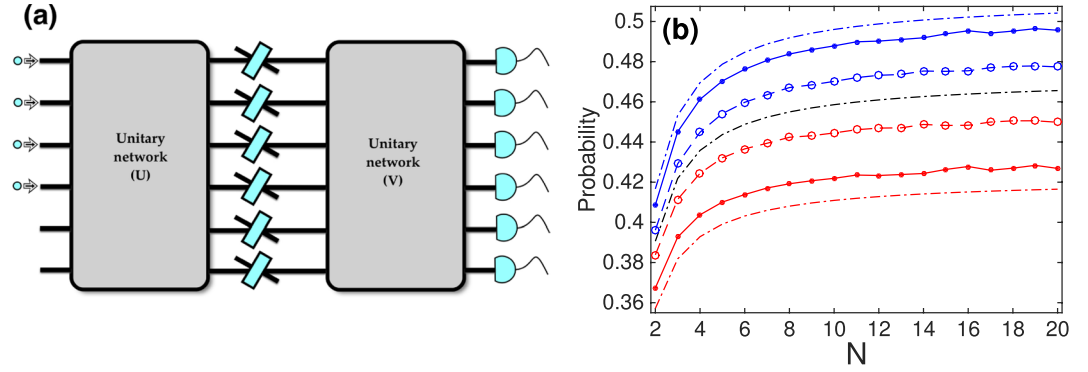 (a)
Unitary
network
(U)
Unitary
network
(V)
(b)
Probability
0.5
0.48
0.46
0.44
0.42
0.4
0.38
0.36
2 4 6 8 10 12 14 16 18 20
N